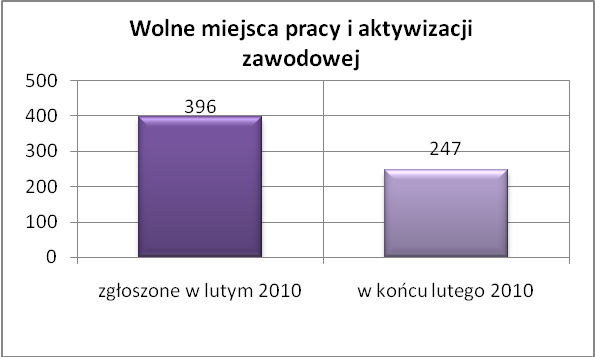 Wolne miejsca pracy i aktywizacji
zawodowej
500
400
300
200
100
0
396
247
zgłoszone w lutym 2010
w końcu lutego 2010